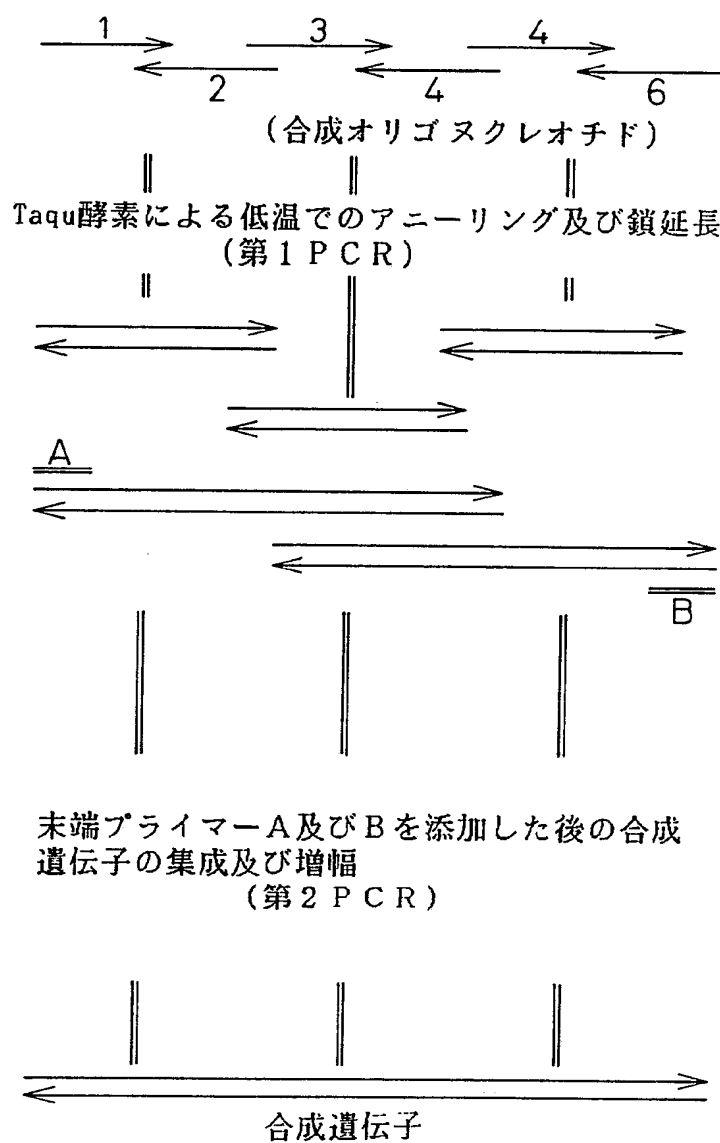 1 3 4
2 4 6
(合成オリゴヌクレオチド)
Taqu酵素による低温でのアニーリング及び鎖延長
(第1PCR)
A
B
末端プライマーA及びBを添加した後の合成
遺伝子の集成及び増幅
(第2PCR)
合成遺伝子